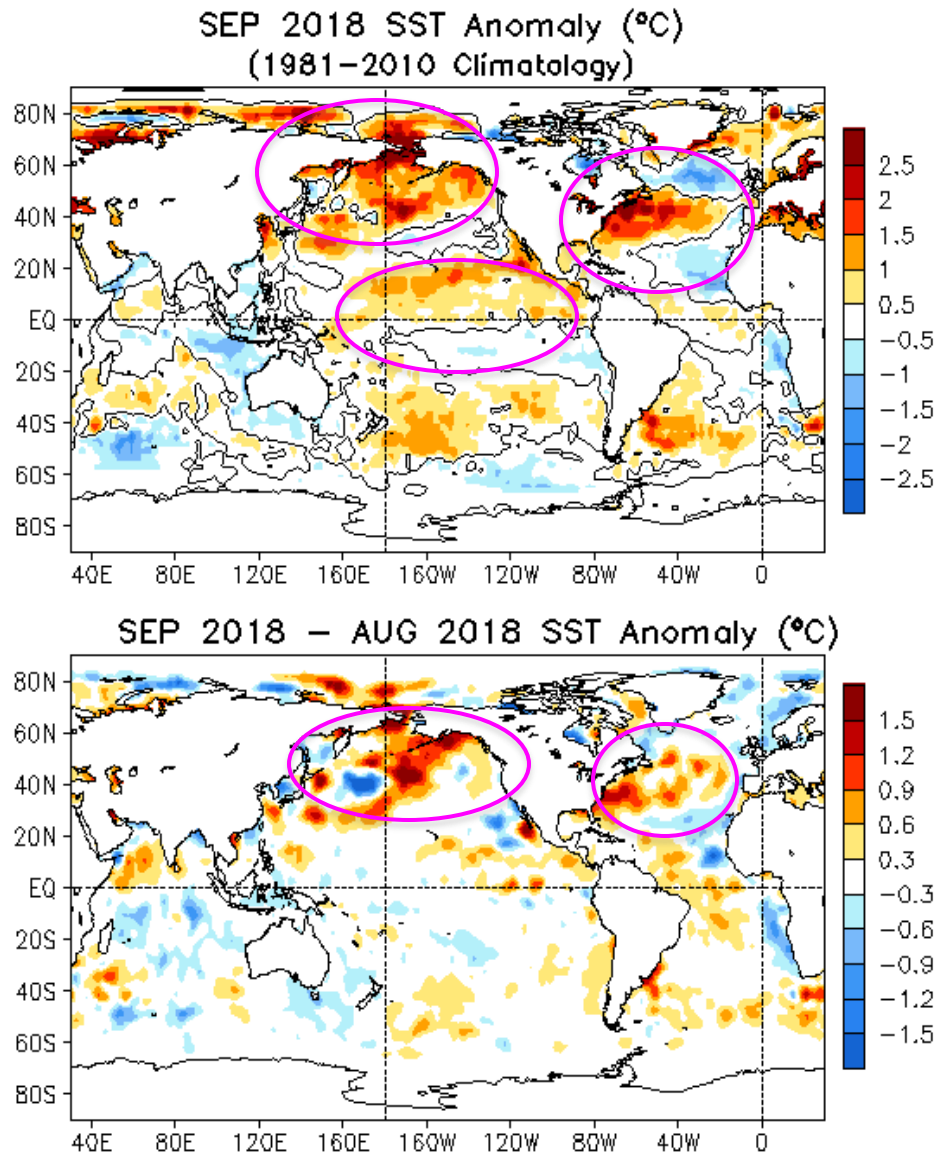 SEP 2018 SST Anomaly (°C)
(1981-2010 Climatology)
80N
60N
40N
20N
EQ
20S
40S
60S
80S
40E 80E 120E 160E 160W 120W 80W 40W 0
2.5
2
1.5
1
0.5
-0.5
-1
-1.5
-2
-2.5
SEP 2018 - AUG 2018 SST Anomaly (°C)
80N
60N
40N
20N
EQ
20S
40S
60S
80S
40E 80E 120E 160E 160W 120W 80W 40W 0
1.5
1.2
0.9
0.6
0.3
-0.3
-0.6
-0.9
-1.2
-1.5